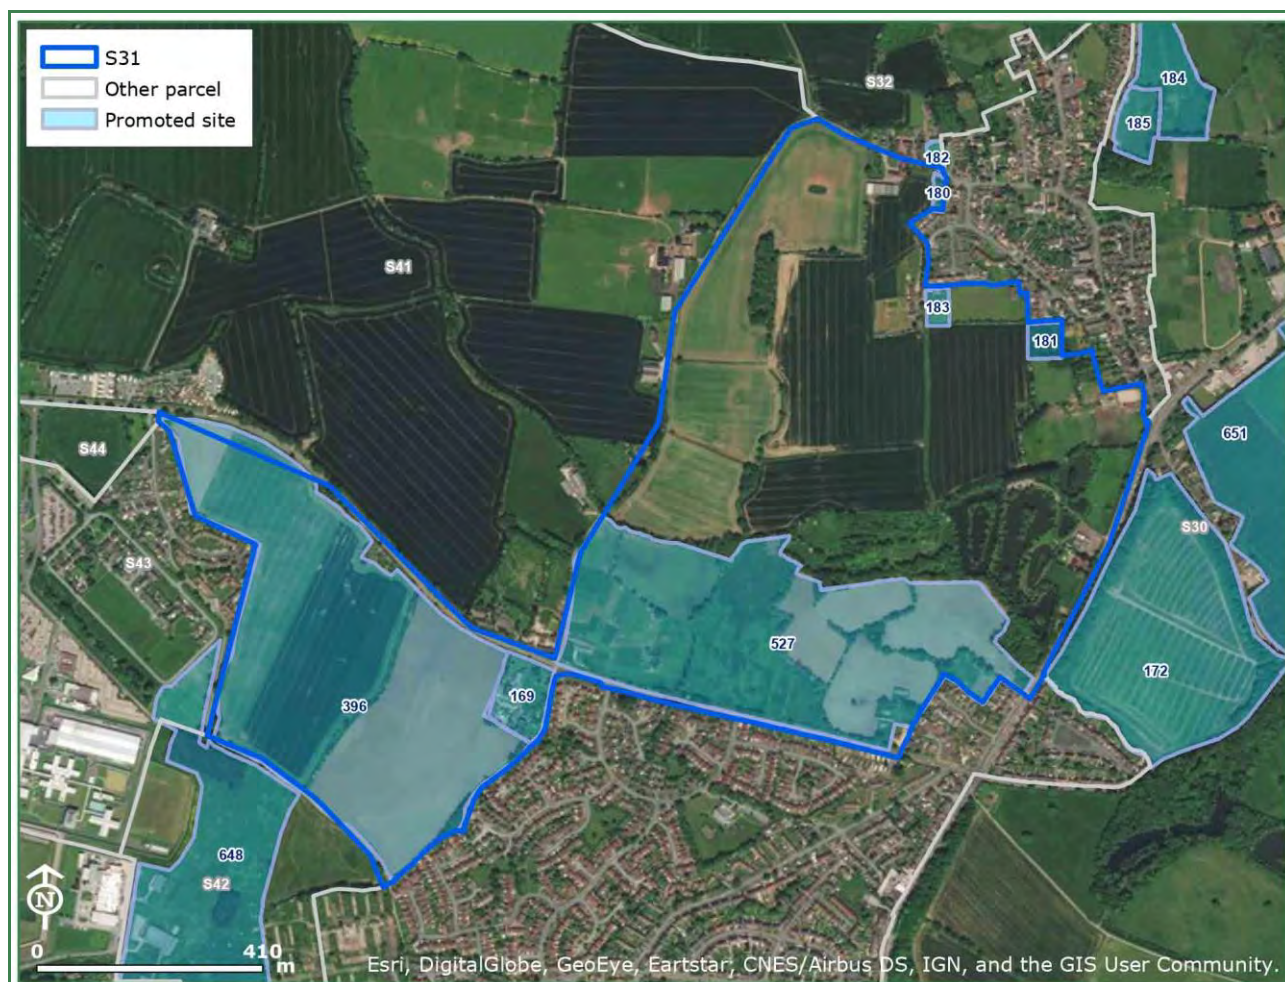 S31
Other parcel
Promoted site
S32
184
185
182
180
S41
183
181
651
S44
S30
S43
527
172
169
396
648
S42
N
0 410
m
Esri, DigitalGlobe, GeoEye, Eartstar, CNES/Airbus DS, IGN, and the GIS User Community.